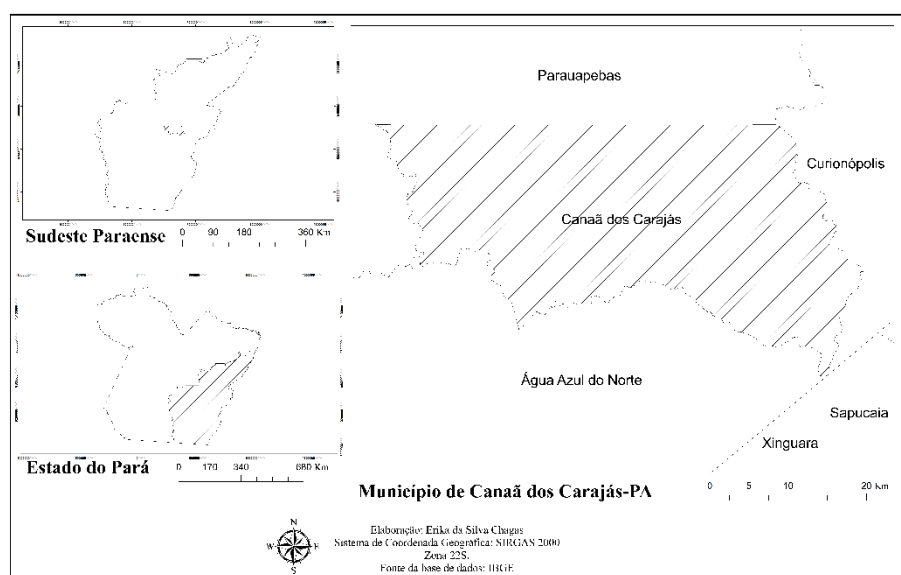 Sudeste Paraense
0 90 180 360 Km
Estado do Pará
0 170 340 680 Km
Parauapebas
Curionópolis
Canaã dos Carajás
Água Azul do Norte
Sapucaia
Xinguara
Município de Canaã dos Carajás-PA
0 5 10 20 Km
N
W E
S
Elaboração: Erika da Silva Chagas
Sistema de Coordenada Geográfica: SIRGAS 2000
Zona 22S.
Fonte da base de dados: IBGE